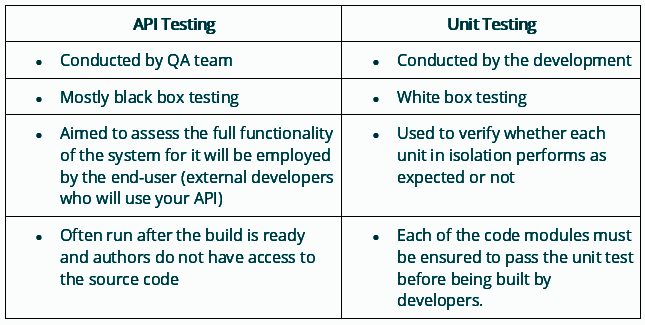 API Testing
Unit Testing
• Conducted by QA team
• Conducted by the development
• Mostly black box testing
• White box testing
• Aimed to assess the full functionality
of the system for it will be employed
by the end-user (external developers
who will use your API)
• Used to verify whether each
unit in isolation performs as
expected or not
• Often run after the build is ready
and authors do not have access to
the source code
• Each of the code modules must
be ensured to pass the unit test
before being built by
developers.